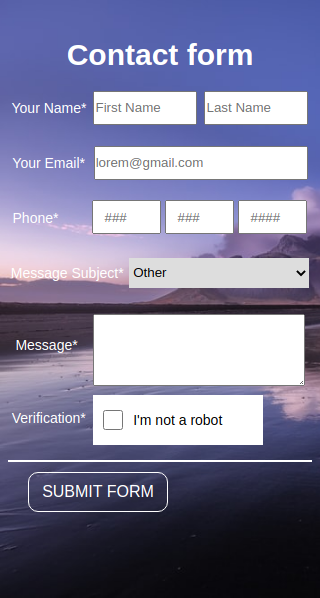 Contact form
Your Name* First Name Last Name
Your Email* lorem@gmail.com
Phone* ### ### ####
Message Subject* Other
Message*
Verification* I'm not a robot
SUBMIT FORM